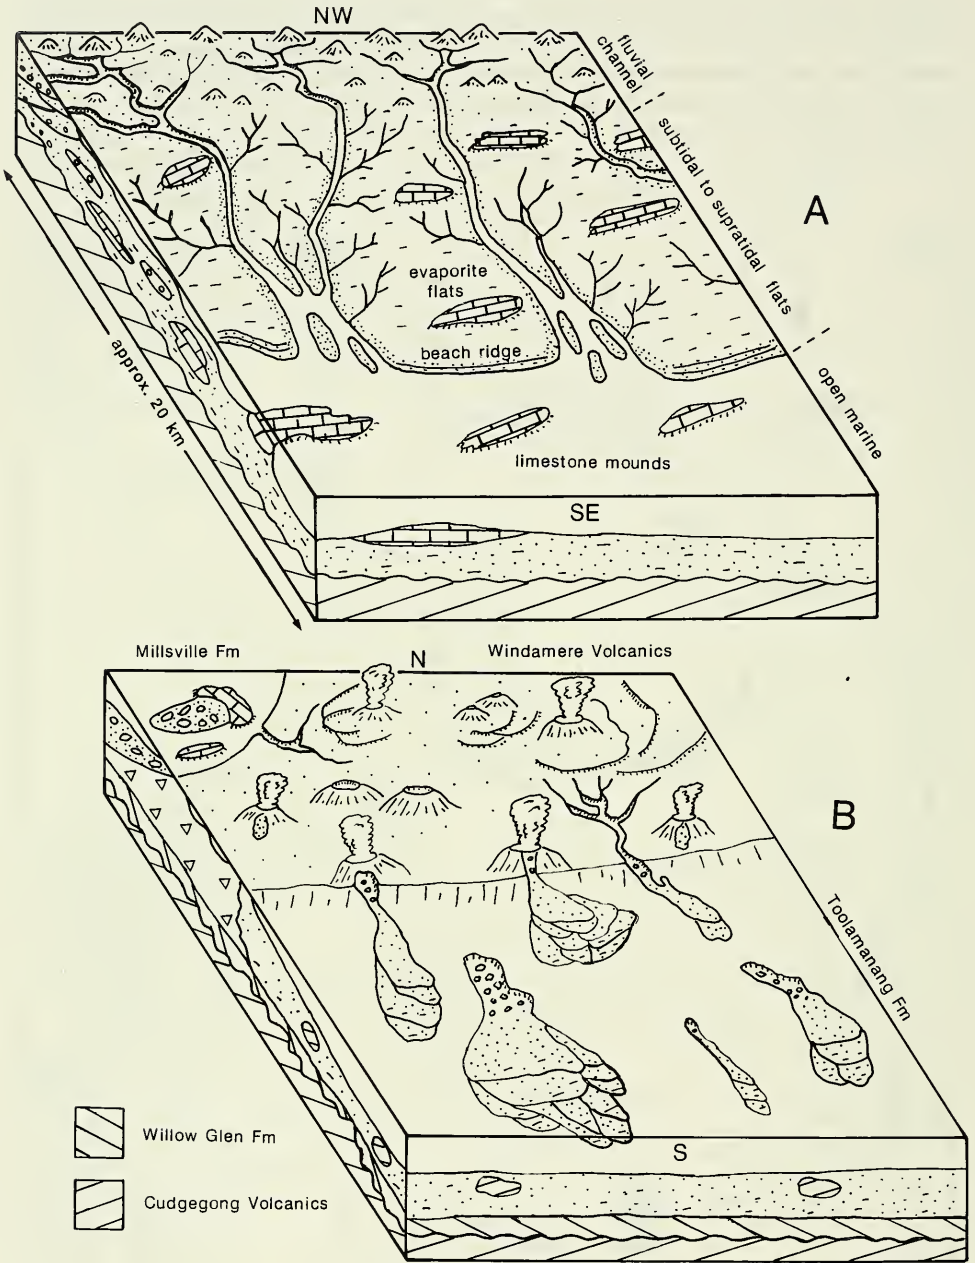 NW
fluvial
channel
subtidal to supratidal flats
A
evaporite
flats
beach ridge
approx. 20 km
open marine
limestone mounds
SE
Millsville Fm
N
Windamere Volcanics
B
Toolamanang Fm
S
Willow Glen Fm
Cudgegong Volcanics